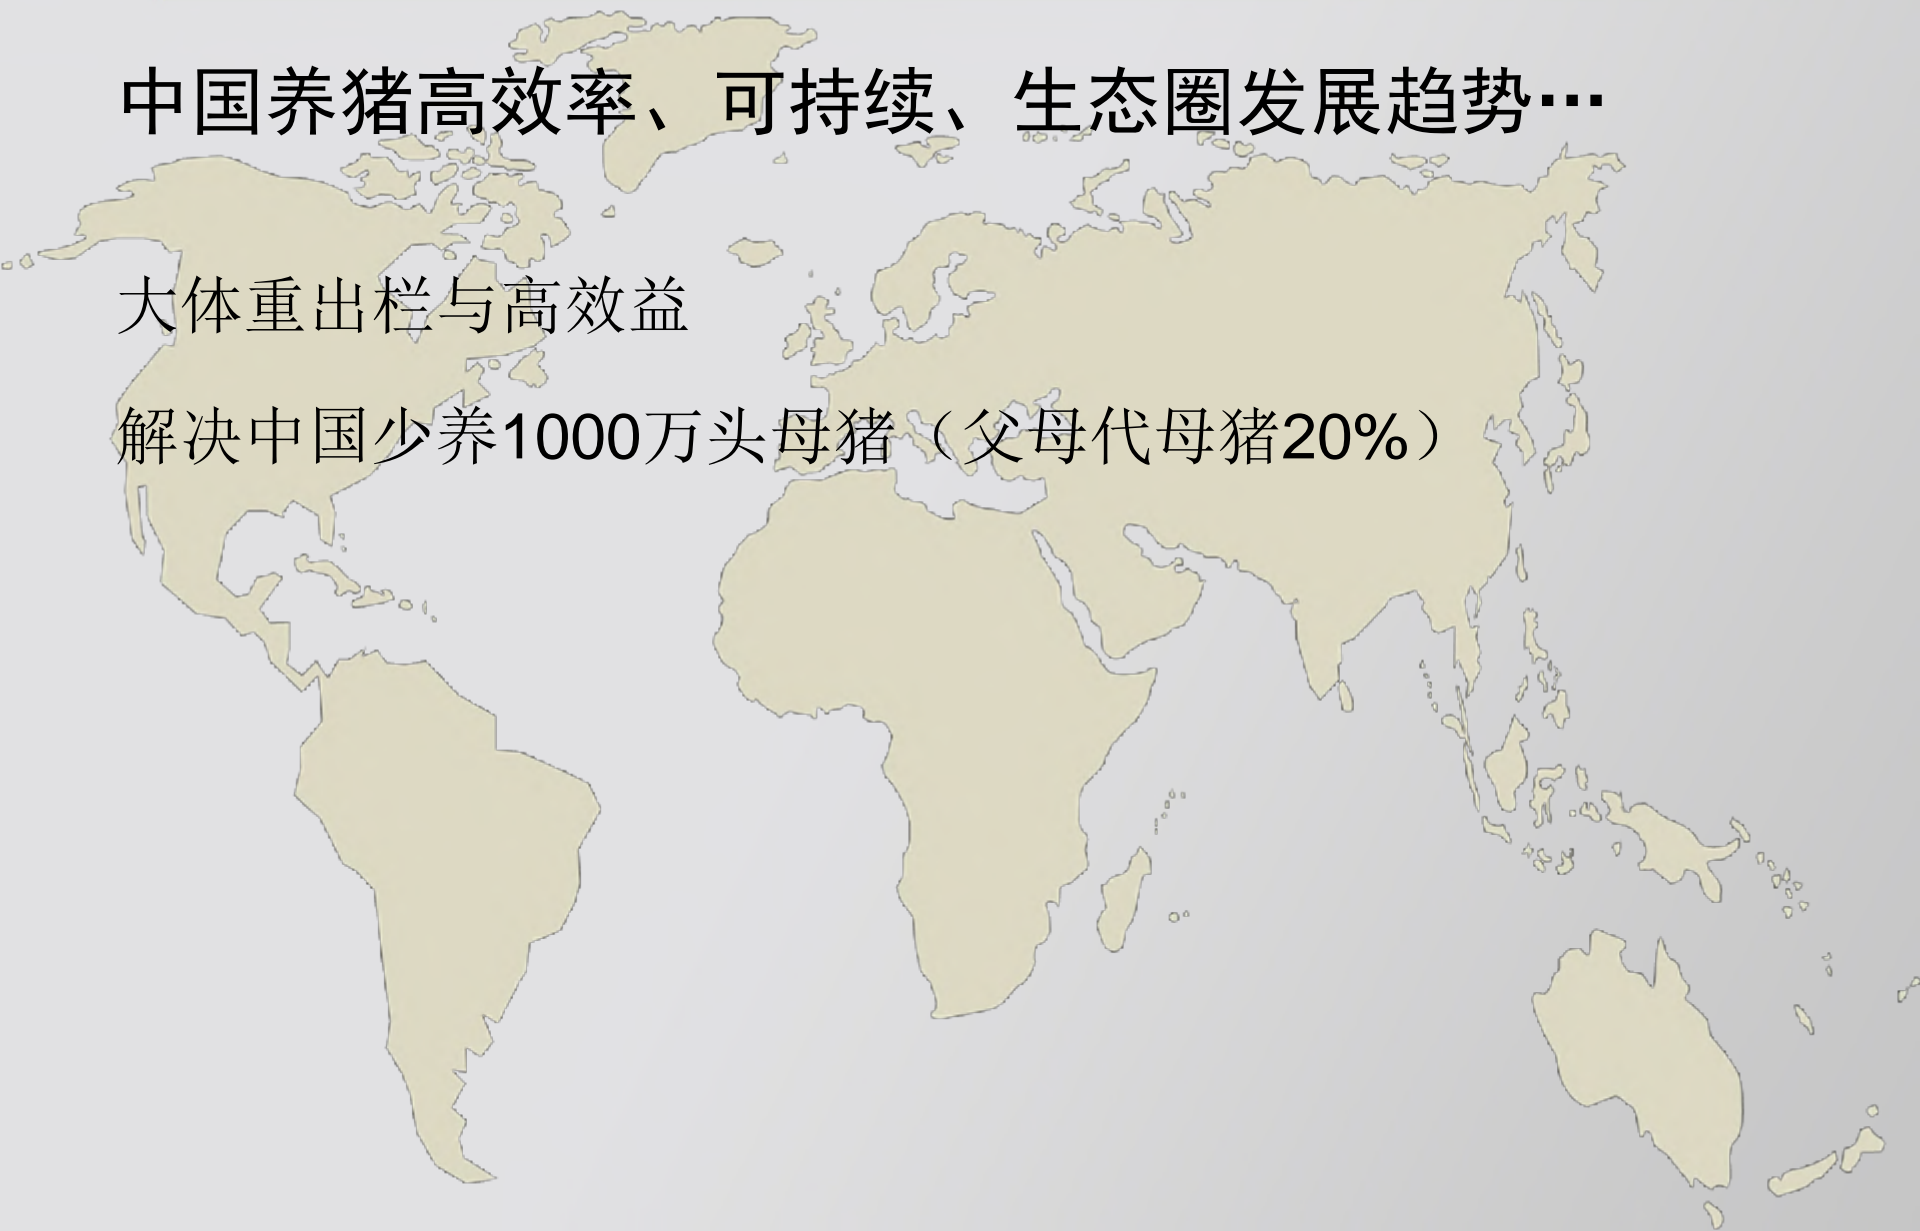 中国养猪高效率、可持续、生态圈发展趋势…
大体重出栏与高效益
解决中国少养1000万头母猪（父母代母猪20%）